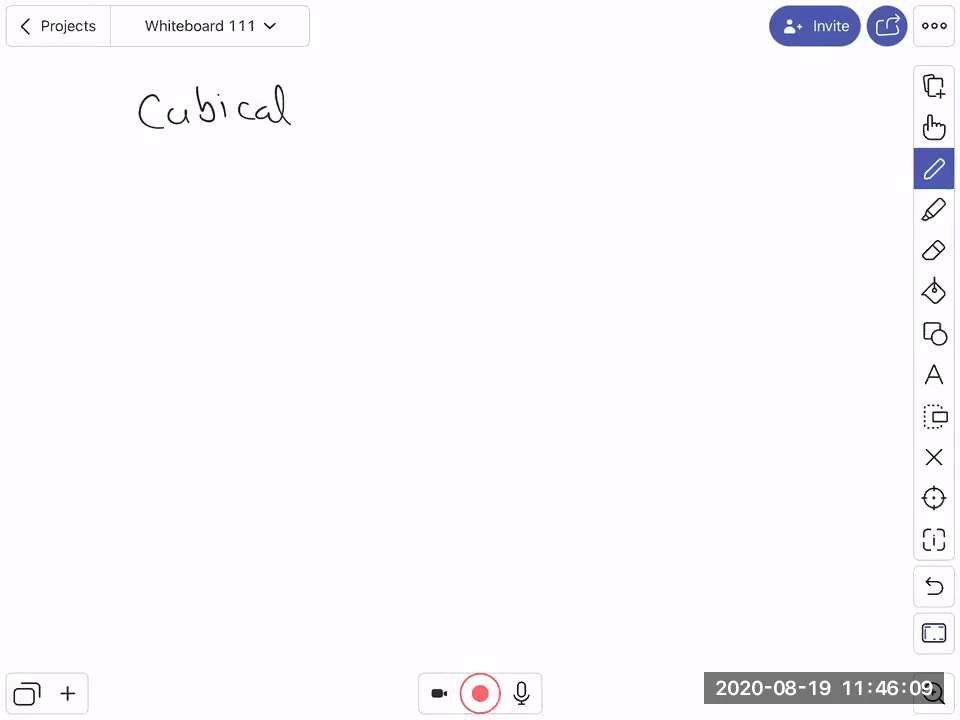 Projects
Whiteboard 111
Invite
Cubical
A
2020-08-19 11:46:09